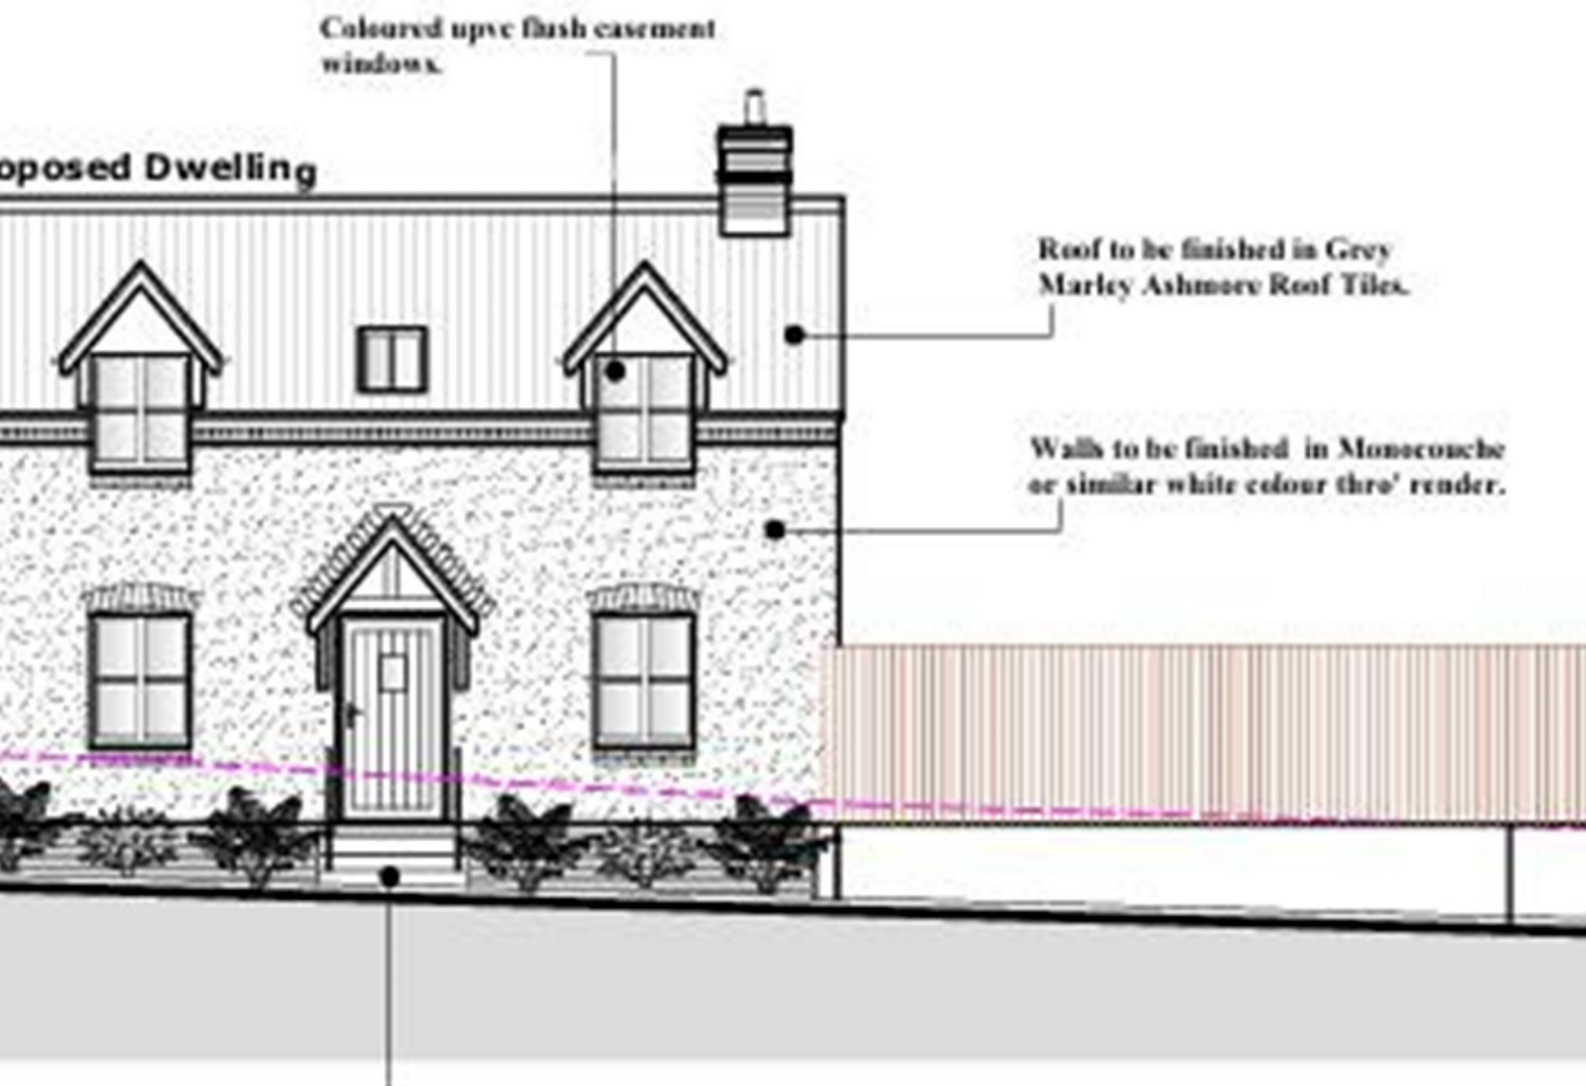 Coloured upvc flush casement
windows.
oposed Dwelling
Roof to be finished in Grey
Marley Ashmore Roof Tiles.
Walls to be finished in Monocouche
or similar white colour thro' render.